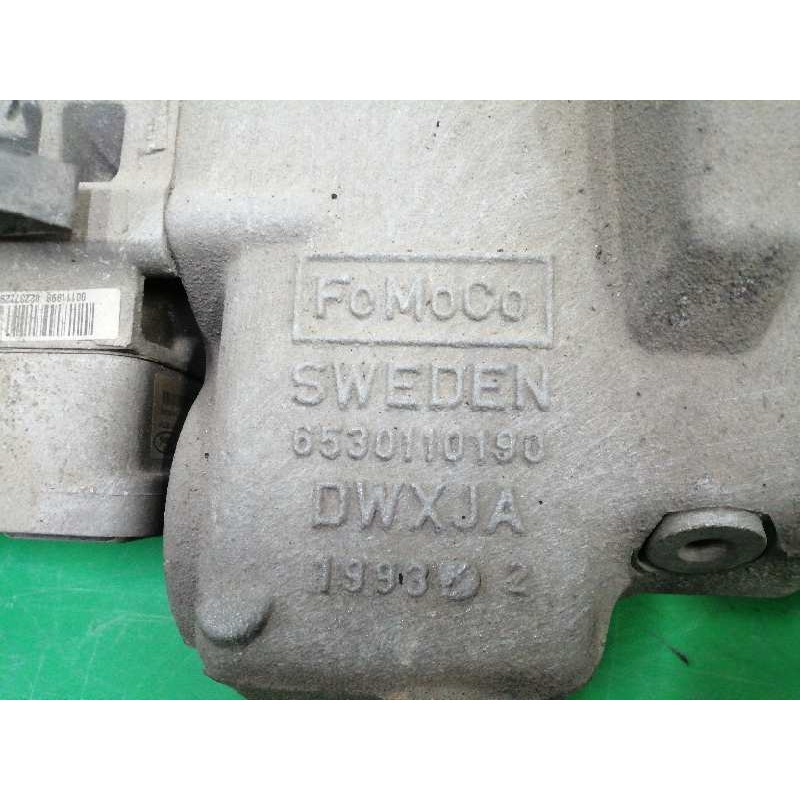 FoMoCo
SWEDEN
6530110190
DWXJA
1993 2